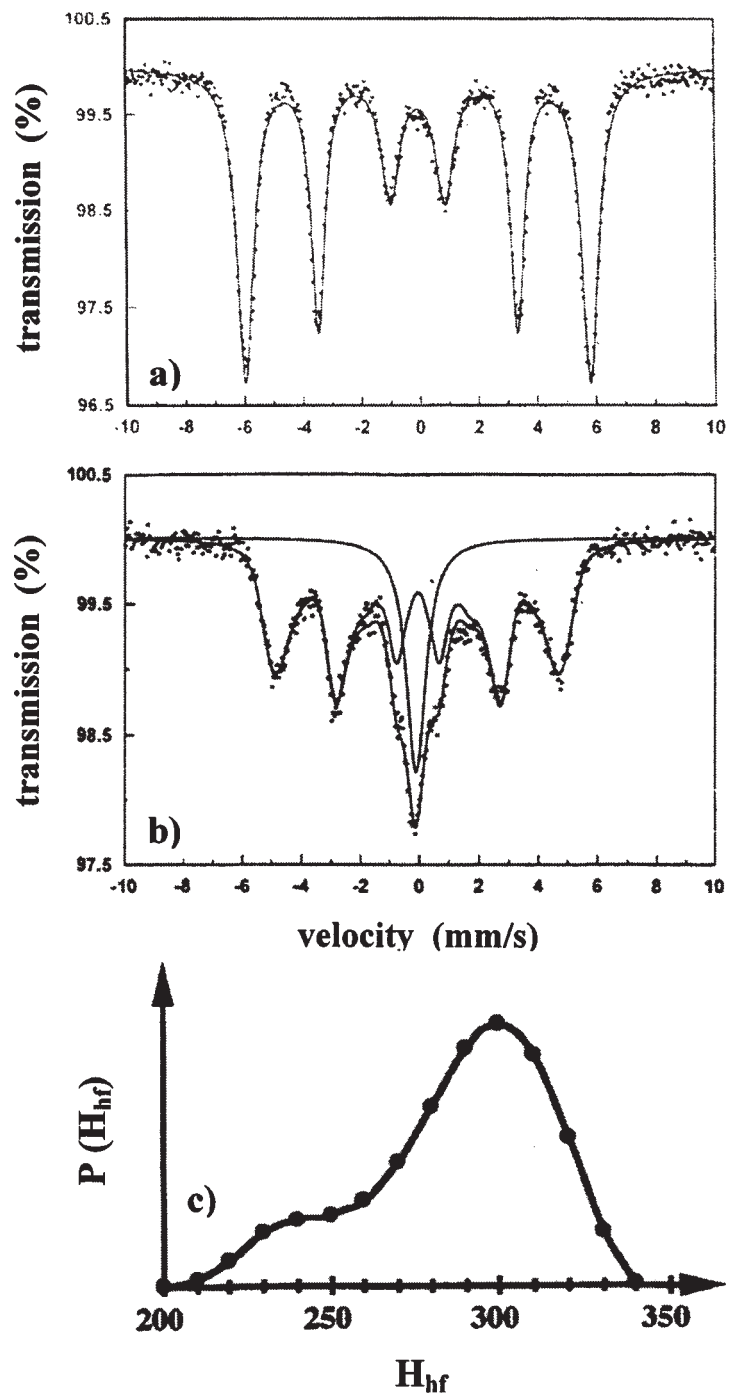 100.5
99.5
98.5
97.5
96.5
transmission (%)
a)
-10 -8 -6 -4 -2 0 2 4 6 8 10
100.5
99.5
98.5
97.5
transmission (%)
b)
-10 -8 -6 -4 -2 0 2 4 6 8 10
velocity (mm/s)
P (Hhf)
c)
200 250 300 350
Hhf